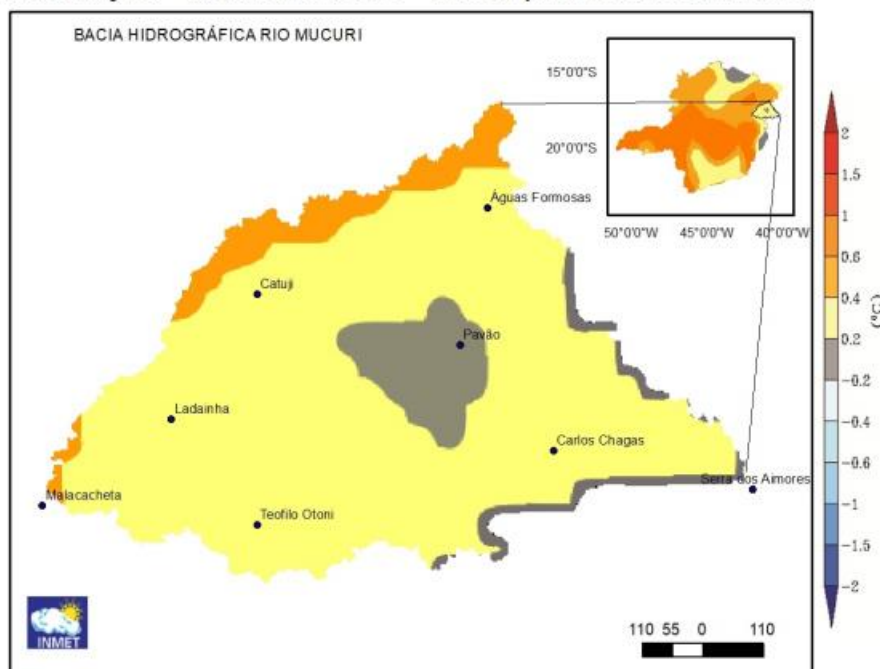 BACIA HIDROGRÁFICA RIO MUCURI
15°0'0"S
20°0'0"S
50°0'0"W 45°0'0"W 40°0'0"W
Águas Formosas
Catuji
Pavão
Ladainha
Carlos Chagas
Malacacheta
Serra dos Aimores
Teofilo Otoni
2
1.5
1
0.6
0.4
0.2
-0.2
-0.4
-0.6
-1
-1.5
-2
(°C)
INMET
110 55 0 110